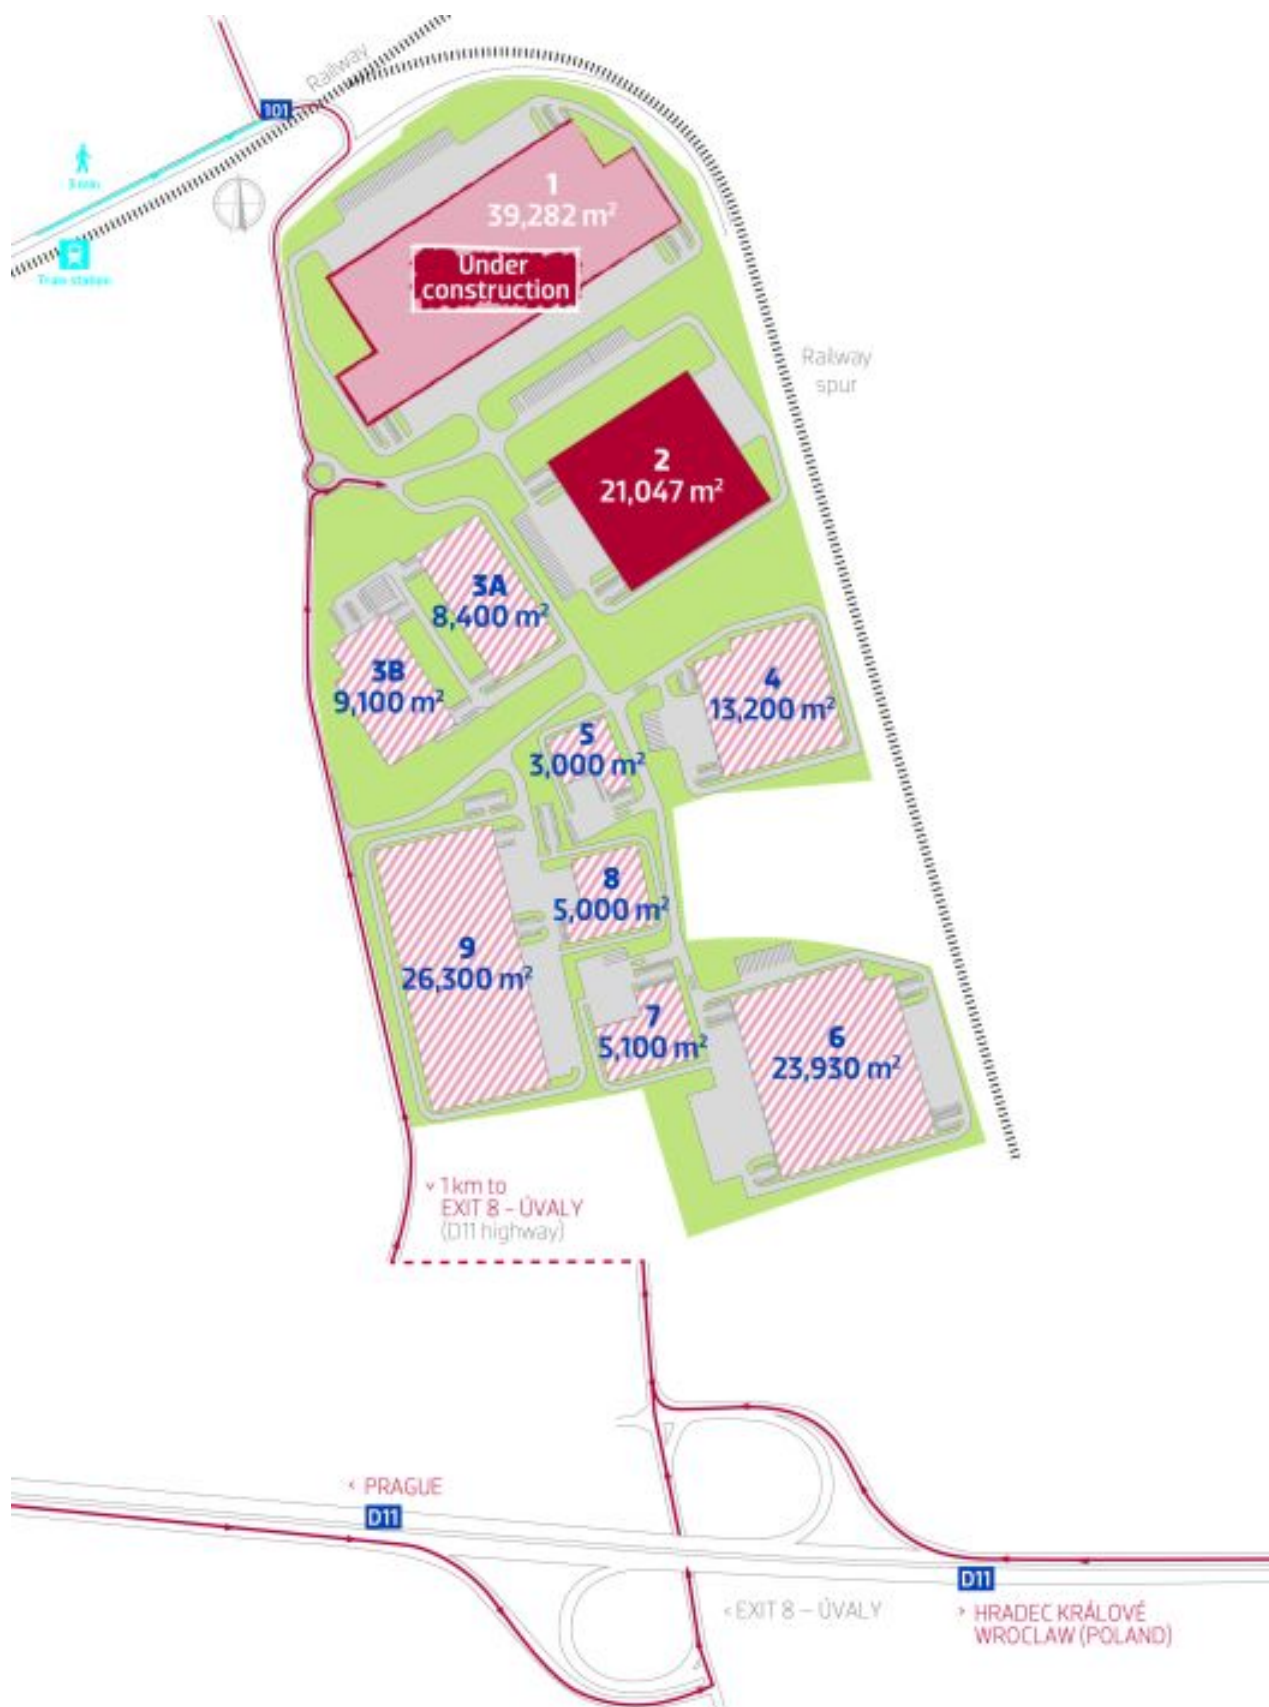 Railway
101
3 km
Train station
1
39,282 m²
Under
construction
Railway
spur
2
21,047 m²
3A
8,400 m²
3B
9,100 m²
4
13,200 m²
5
3,000 m²
8
5,000 m²
9
26,300 m²
7
5,100 m²
6
23,930 m²
˅ 1 km to
EXIT 8 – ÚVALY
(D11 highway)
‹ PRAGUE
D11
D11
‹ EXIT 8 – ÚVALY
› HRADEC KRÁLOVÉ
WROCLAW (POLAND)